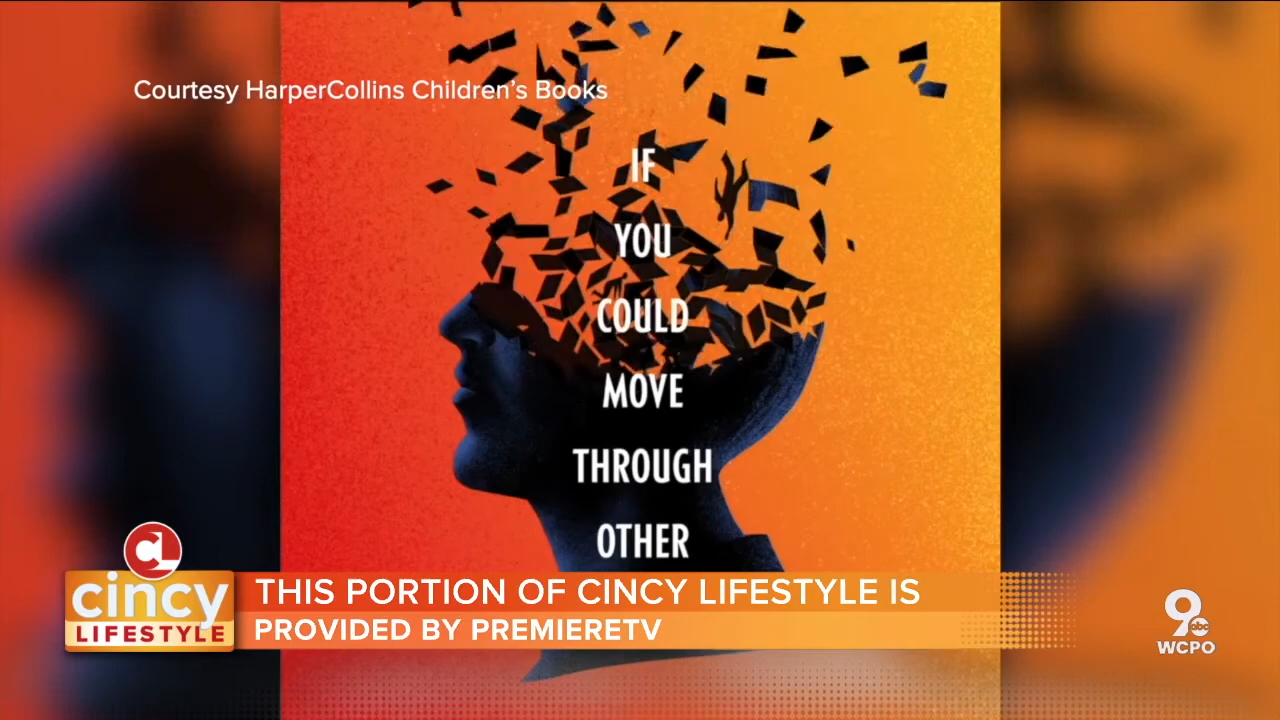 Courtesy HarperCollins Children's Books
IF
YOU
COULD
MOVE
THROUGH
OTHER
CL
cincy
LIFESTYLE
THIS PORTION OF CINCY LIFESTYLE IS
PROVIDED BY PREMIERETV
9
abc
WCPO